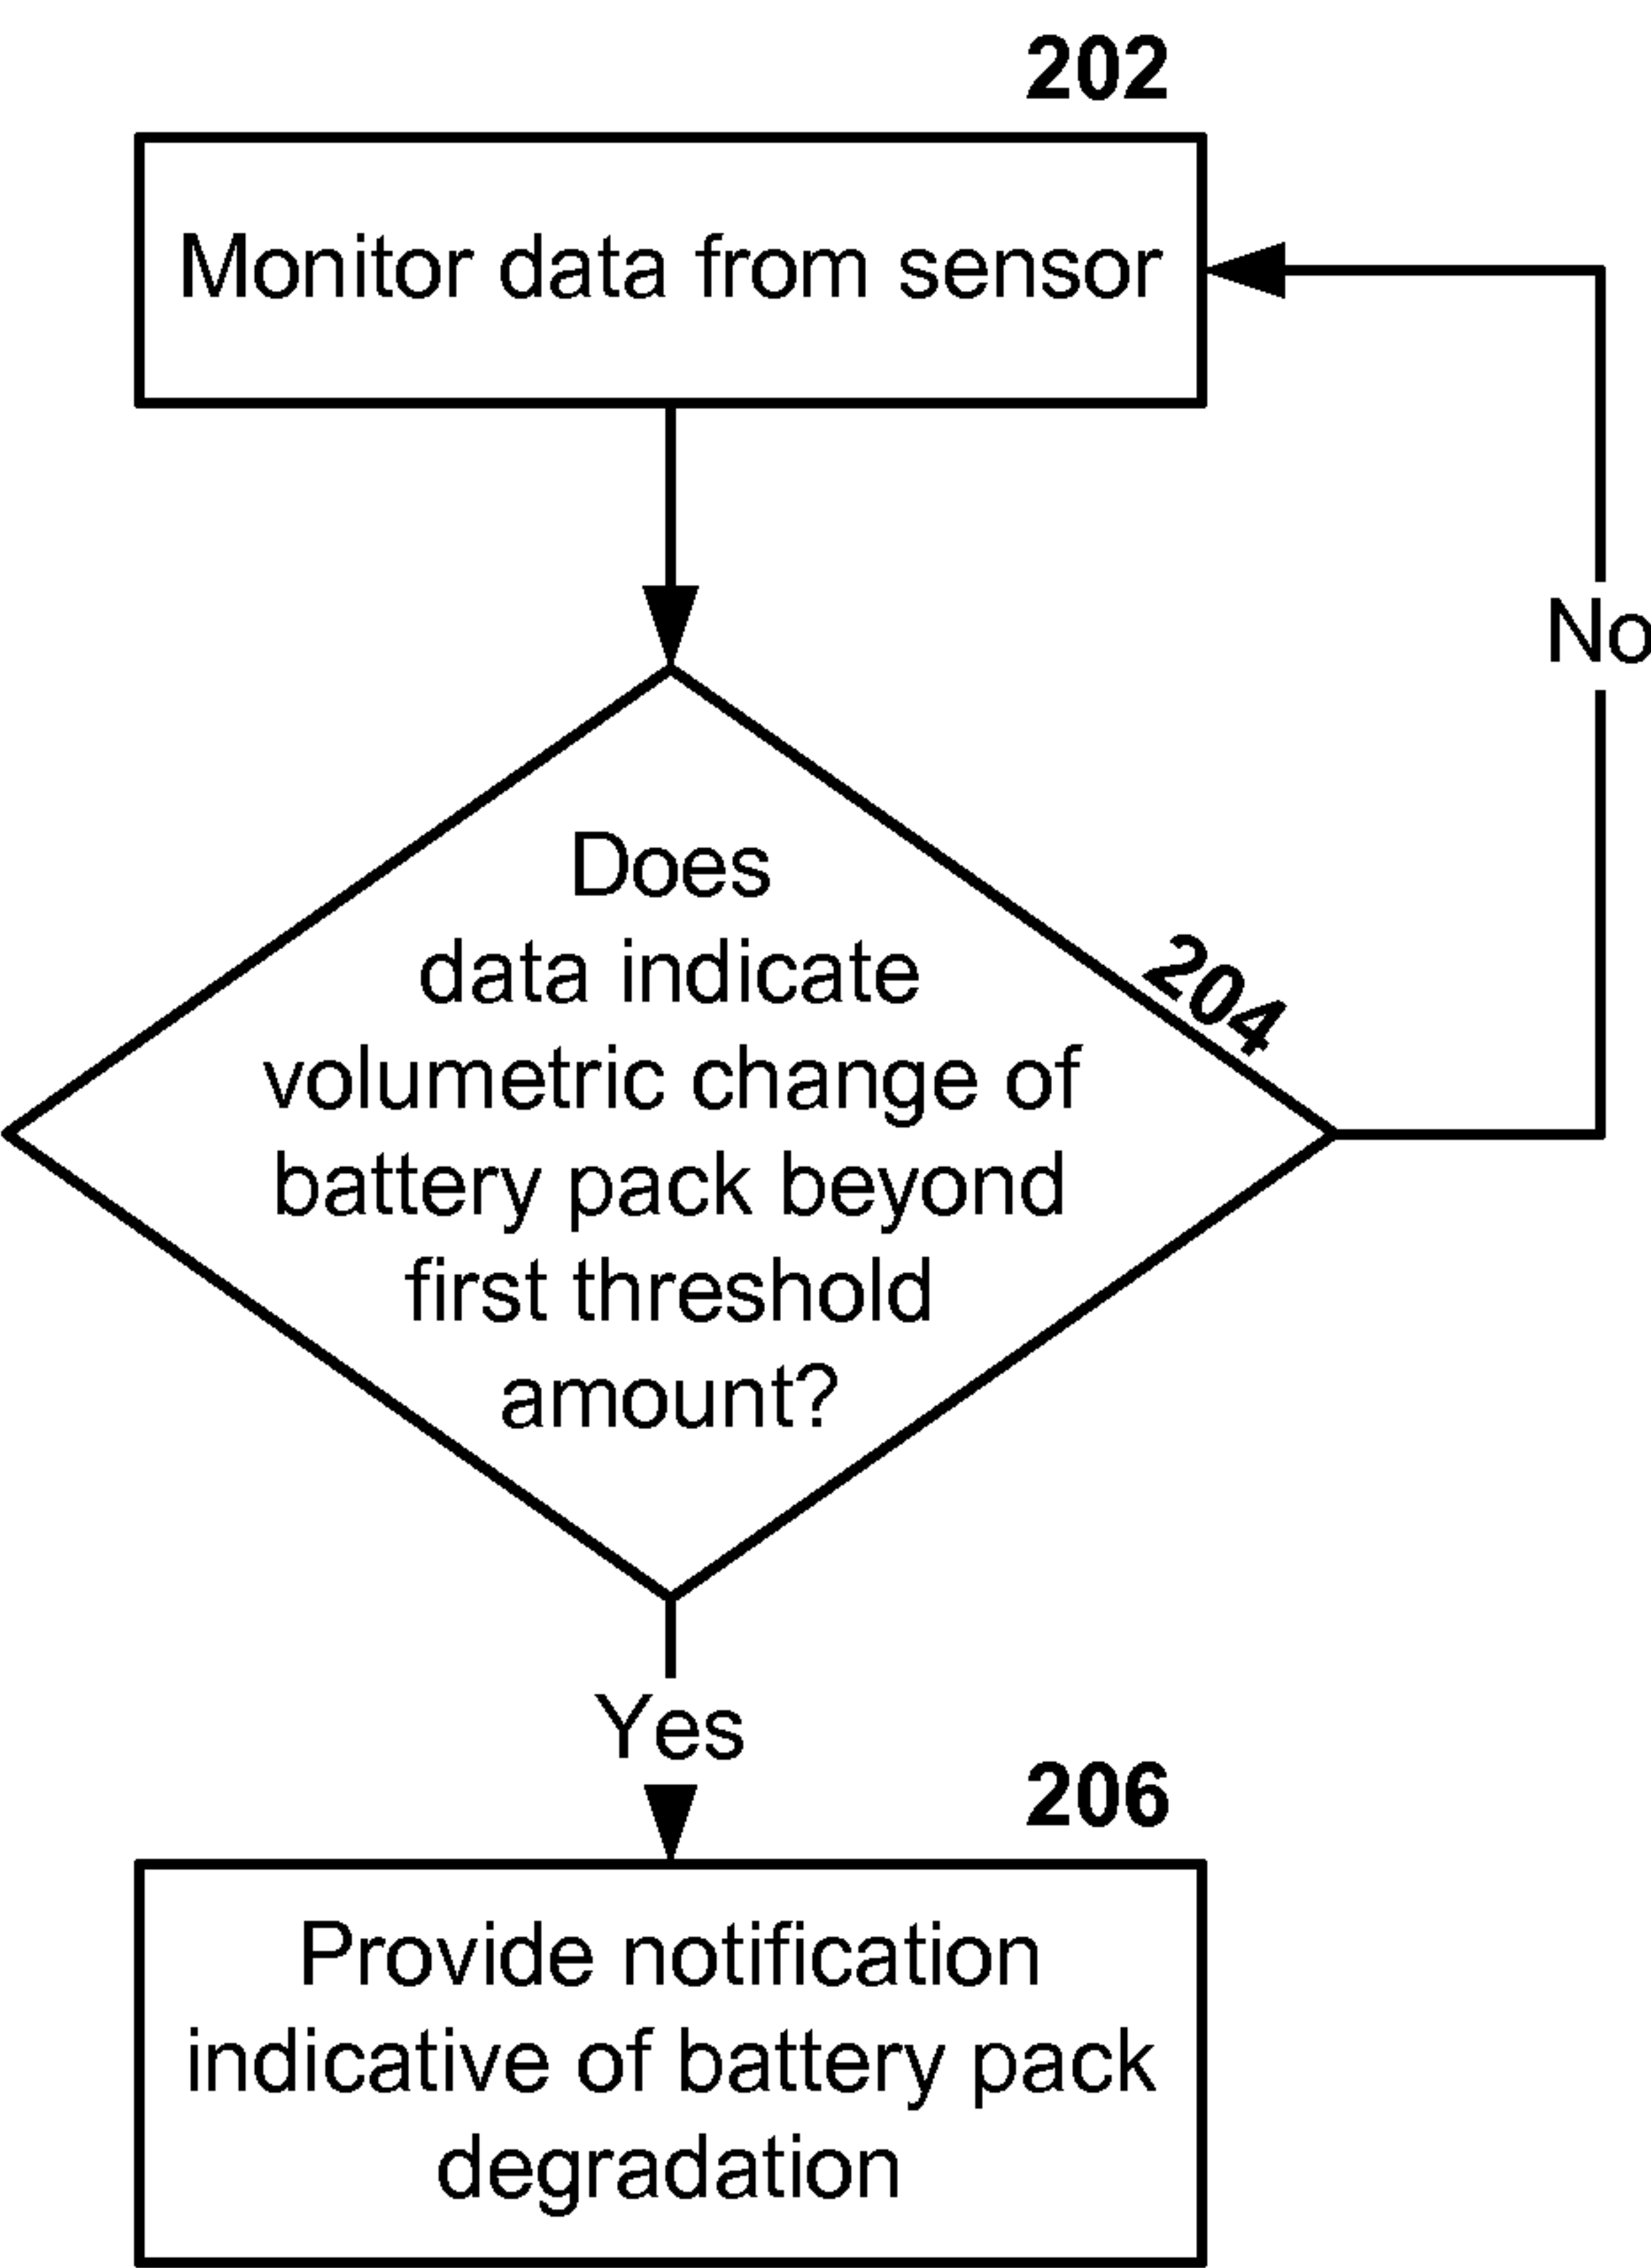 202
Monitor data from sensor
No
Does
data indicate
volumetric change of
battery pack beyond
first threshold
amount?
204
Yes
206
Provide notification
indicative of battery pack
degradation